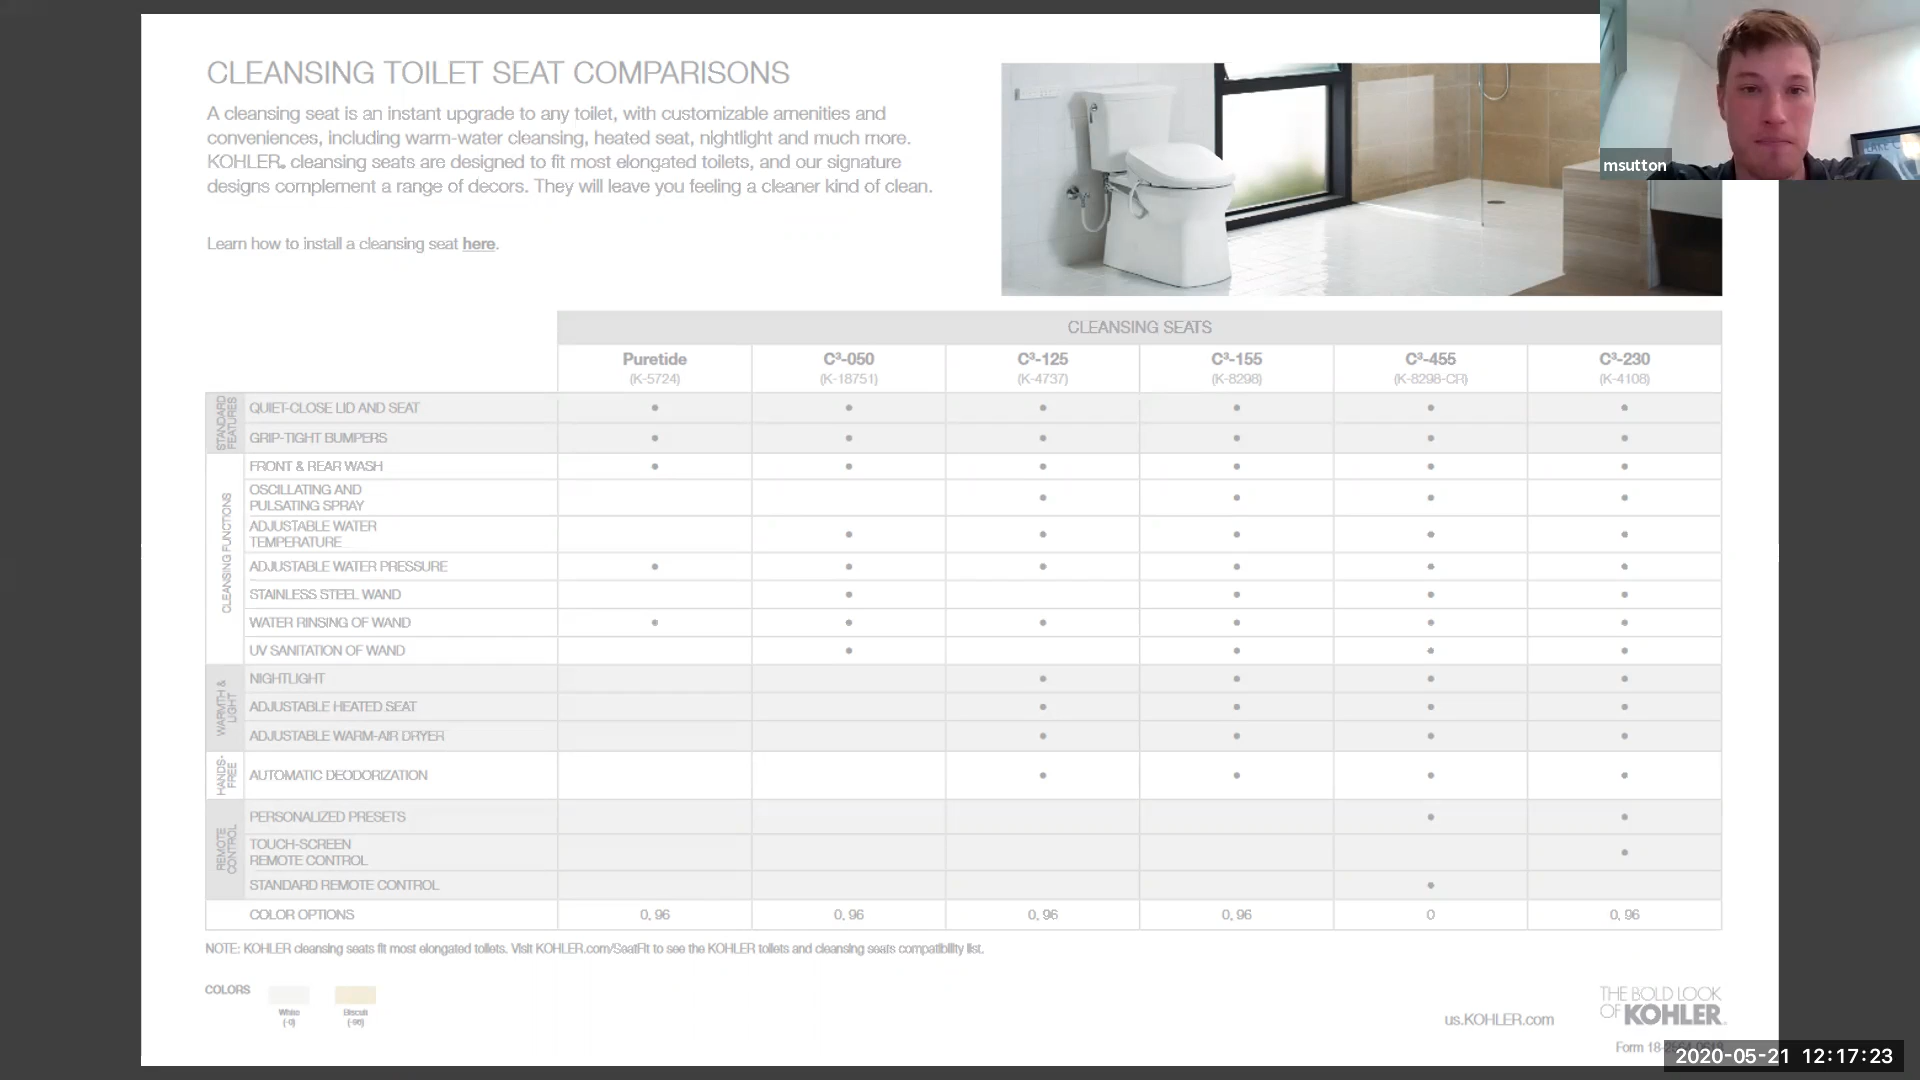 CLEANSING TOILET SEAT COMPARISONS
A cleansing seat is an instant upgrade to any toilet, with customizable amenities and
conveniences, including warm-water cleansing, heated seat, nightlight and much more.
KOHLER® cleansing seats are designed to fit most elongated toilets, and our signature
designs complement a range of decors. They will leave you feeling a cleaner kind of clean.
Learn how to install a cleansing seat here.
msutton
CLEANSING SEATS
Puretide C³-050 C³-125 C³-155 C³-455 C³-230
(K-5724) (K-18751) (K-4737) (K-8298) (K-8298-CR) (K-4108)
STANDARD
FEATURES
QUIET-CLOSE LID AND SEAT • • • • • •
GRIP-TIGHT BUMPERS • • • • • •
CLEANSING FUNCTIONS
FRONT & REAR WASH • • • • • •
OSCILLATING AND
PULSATING SPRAY • • • •
ADJUSTABLE WATER
TEMPERATURE • • • • •
ADJUSTABLE WATER PRESSURE • • • • • •
STAINLESS STEEL WAND • • • •
WATER RINSING OF WAND • • • • • •
UV SANITATION OF WAND • • • •
WARMTH &
LIGHT
NIGHTLIGHT • • • •
ADJUSTABLE HEATED SEAT • • • •
ADJUSTABLE WARM-AIR DRYER • • • •
HANDS-
FREE
AUTOMATIC DEODORIZATION • • • •
REMOTE
CONTROL
PERSONALIZED PRESETS • •
TOUCH-SCREEN
REMOTE CONTROL •
STANDARD REMOTE CONTROL •
COLOR OPTIONS 0, 96 0, 96 0, 96 0, 96 0 0, 96
NOTE: KOHLER cleansing seats fit most elongated toilets. Visit KOHLER.com/SeatFit to see the KOHLER toilets and cleansing seats compatibility list.
COLORS
White
(-0)
Biscuit
(-96)
us.KOHLER.com
THE BOLD LOOK
OF KOHLER®
Form 18-
2020-05-21 12:17:23